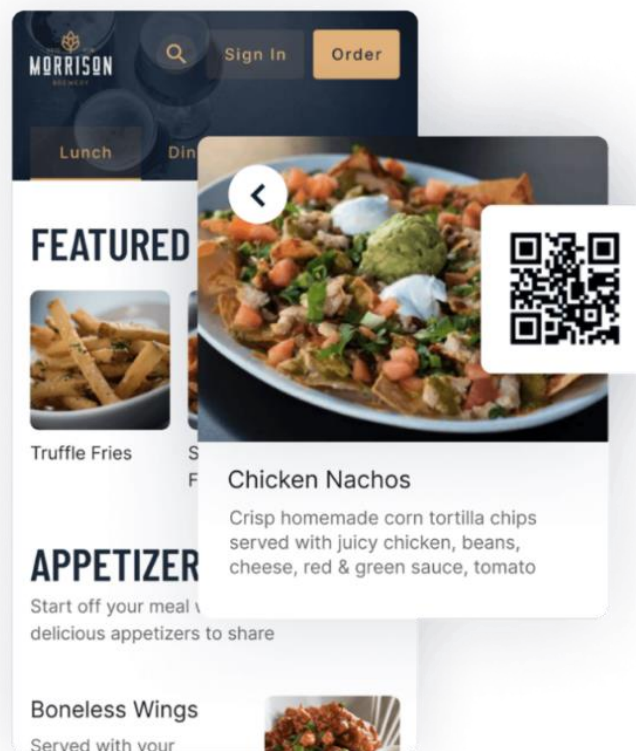 MORRISON
BREWERY
Sign In
Order
Lunch
Din
FEATURED
Truffle Fries
S
F
Chicken Nachos
Crisp homemade corn tortilla chips
served with juicy chicken, beans,
cheese, red & green sauce, tomato
APPETIZER
Start off your meal
delicious appetizers to share
Boneless Wings
Served with your